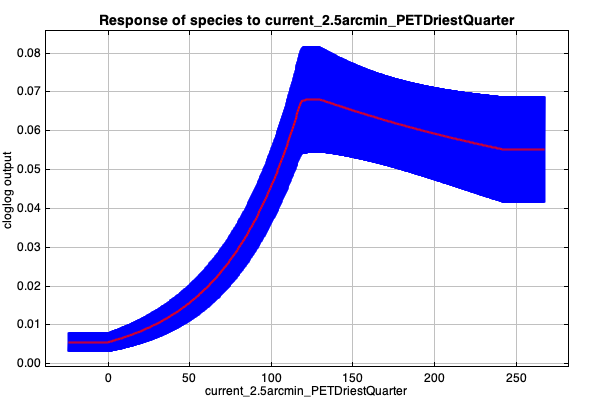 Response of species to current_2.5arcmin_PETDriestQuarter
0.08
0.07
0.06
0.05
0.04
0.03
0.02
0.01
0.00
cloglog output
0 50 100 150 200 250
current_2.5arcmin_PETDriestQuarter